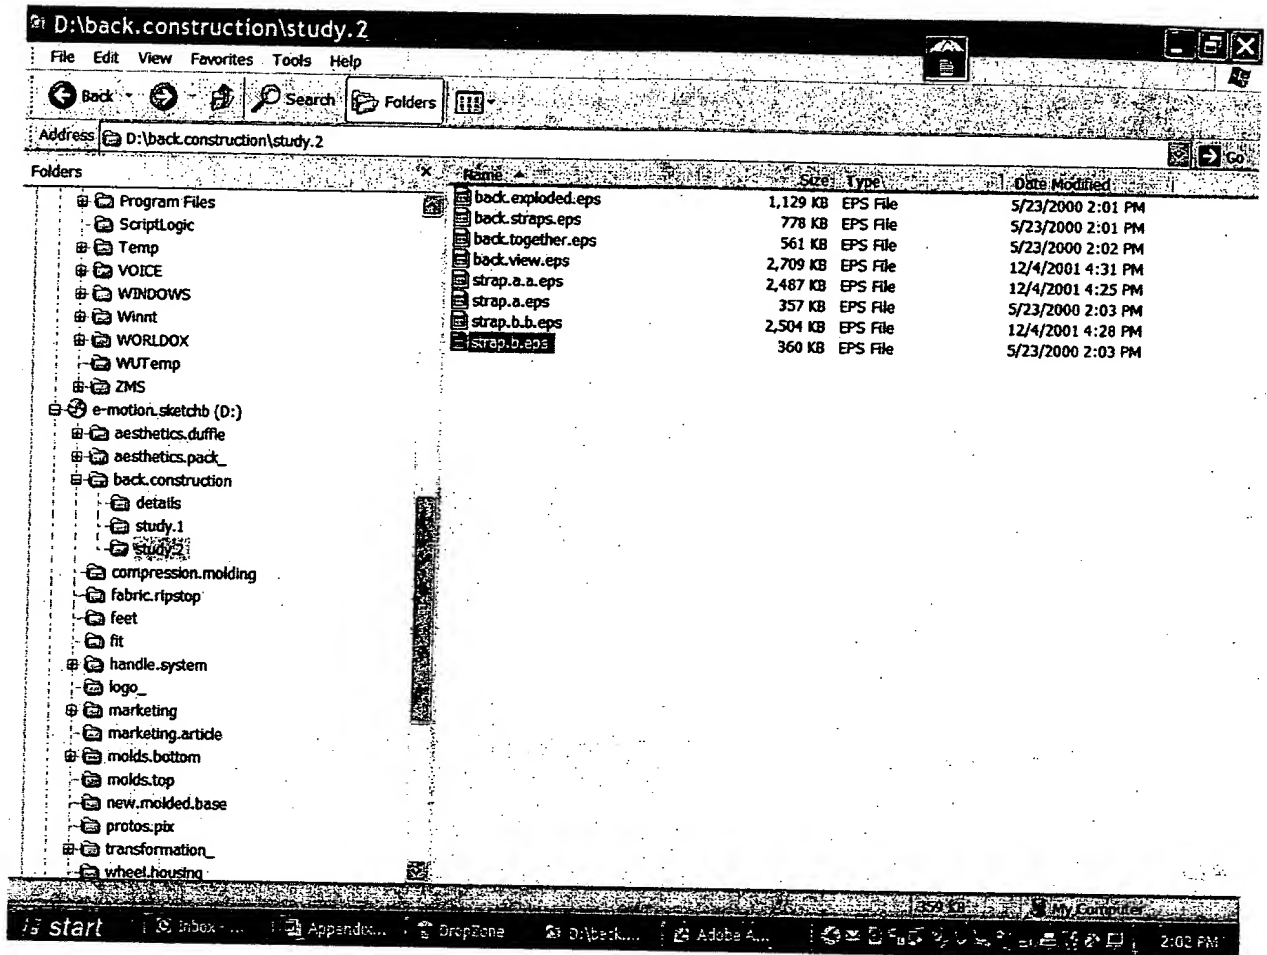 D:\back.construction\study.2
File Edit View Favorites Tools Help
Back Search Folders
Address D:\back.construction\study.2 Go
Folders x
Name Size Type Date Modified
Program Files
ScriptLogic
Temp
VOICE
WINDOWS
Winnt
WORLDOX
WUTemp
ZMS
e-motion.sketchb (D:)
aesthetics.duffle
aesthetics.pack_
back.construction
details
study.1
study.2
compression.molding
fabric.ripstop
feet
fit
handle.system
logo_
marketing
marketing.article
molds.bottom
molds.top
new.molded.base
protos.pix
transformation_
wheel.housing
back.exploded.eps 1,129 KB EPS File 5/23/2000 2:01 PM
back.straps.eps 778 KB EPS File 5/23/2000 2:01 PM
back.together.eps 561 KB EPS File 5/23/2000 2:02 PM
back.view.eps 2,709 KB EPS File 12/4/2001 4:31 PM
strap.a.a.eps 2,487 KB EPS File 12/4/2001 4:25 PM
strap.a.eps 357 KB EPS File 5/23/2000 2:03 PM
strap.b.b.eps 2,504 KB EPS File 12/4/2001 4:28 PM
strap.b.eps 360 KB EPS File 5/23/2000 2:03 PM
359 KB My Computer
start Inbox - ... Appendix... DropZone D:\back.... Adobe A... 2:02 PM